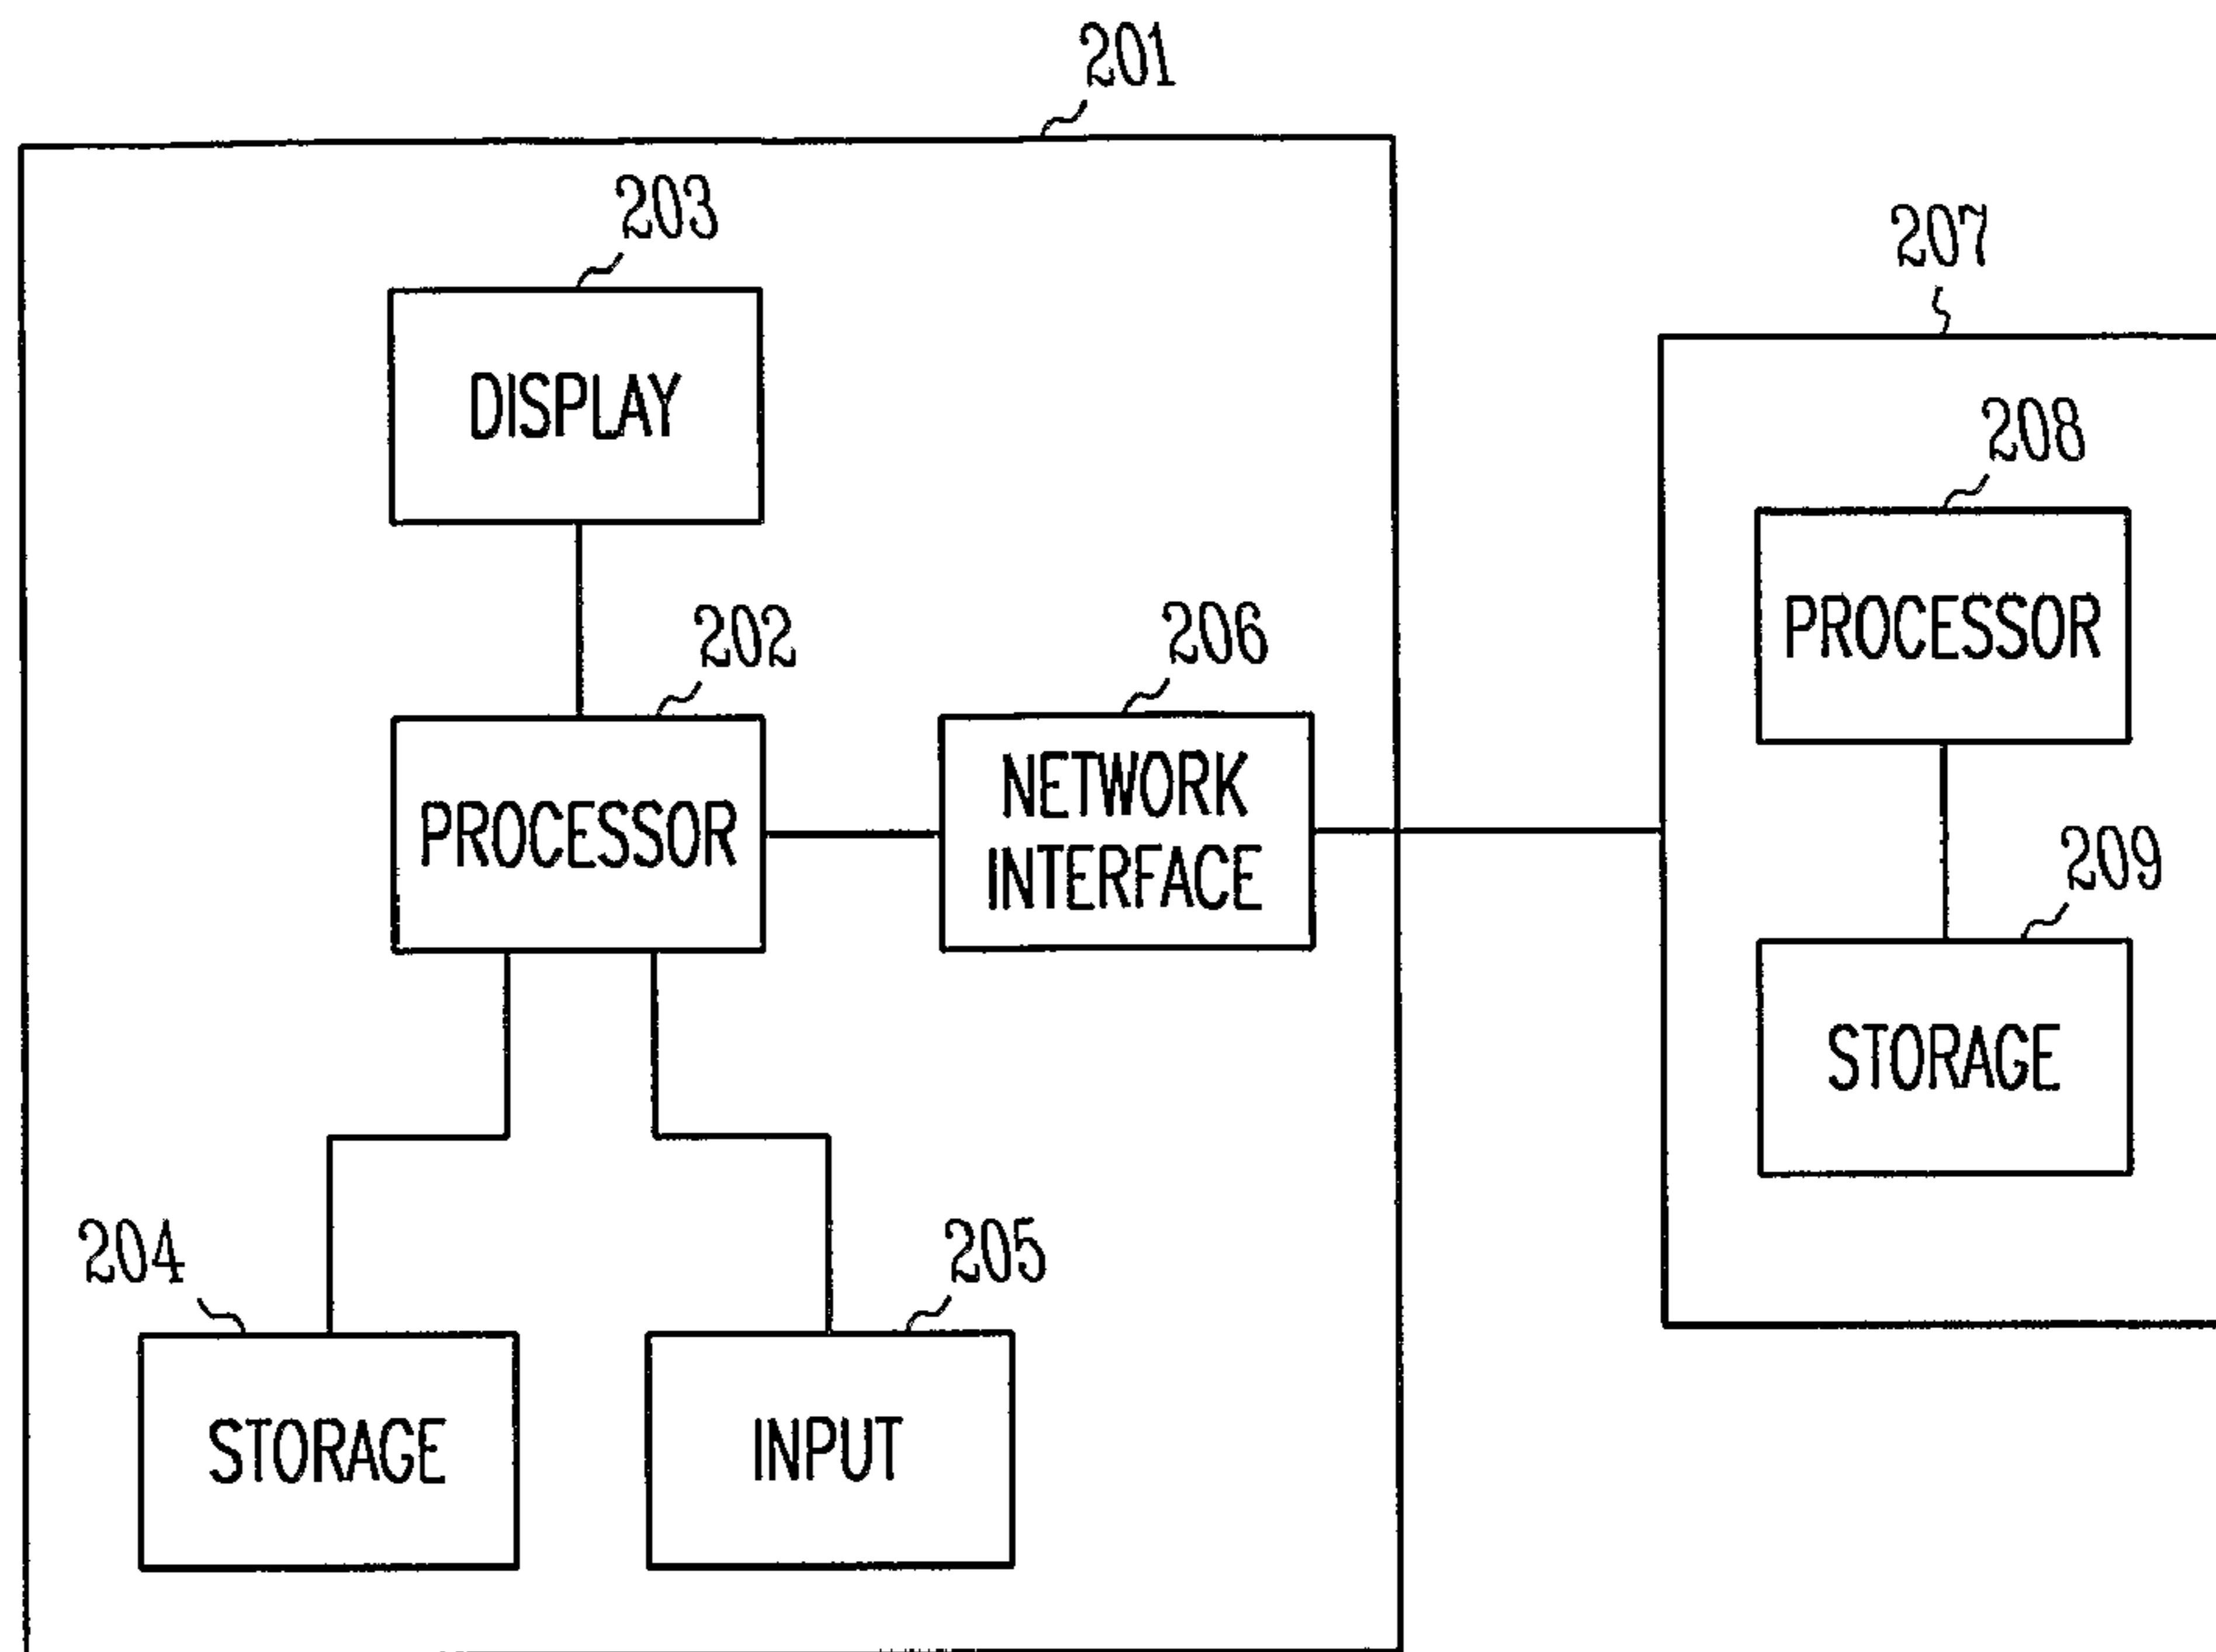 201
203
DISPLAY
207
208
PROCESSOR
202
PROCESSOR
206
NETWORK
INTERFACE
209
STORAGE
204
STORAGE
205
INPUT